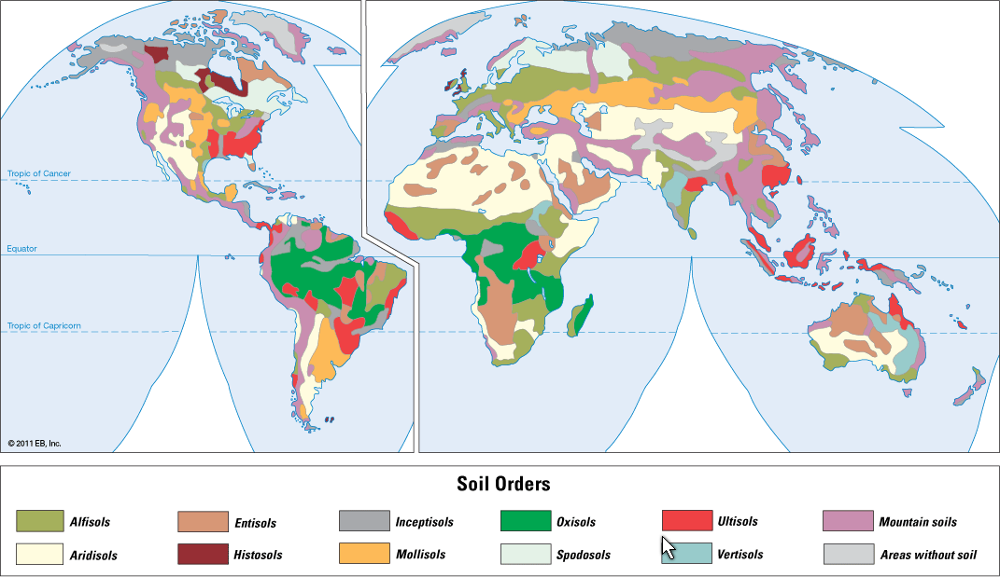 Tropic of Cancer
Equator
Tropic of Capricorn
© 2011 EB, Inc.
Soil Orders
Alfisols
Entisols
Inceptisols
Oxisols
Ultisols
Mountain soils
Aridisols
Histosols
Mollisols
Spodosols
Vertisols
Areas without soil